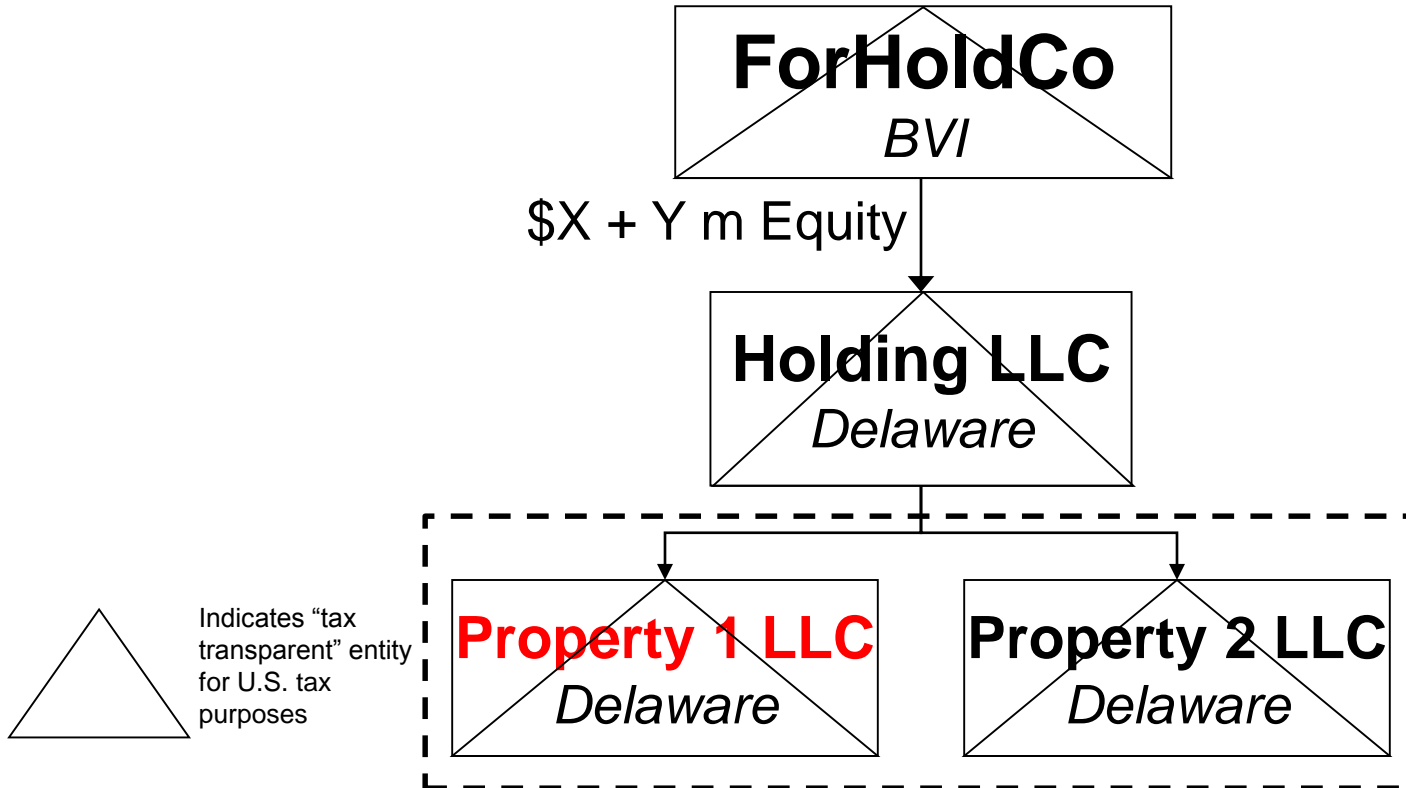 ForHoldCo
BVI
$X + Y m Equity
Holding LLC
Delaware
Property 1 LLC
Delaware
Property 2 LLC
Delaware
Indicates “tax
transparent” entity
for U.S. tax
purposes